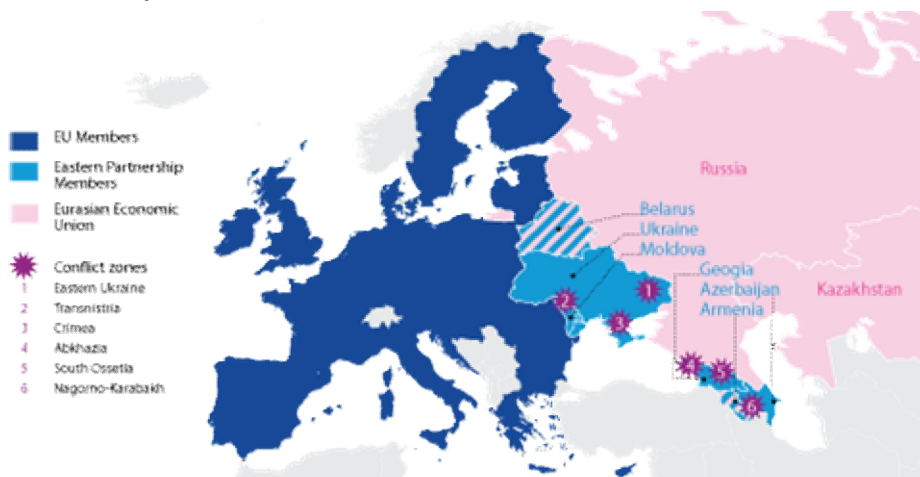 EU Members
Eastern Partnership
Members
Eurasian Economic
Union
Conflict zones
1 Eastern Ukraine
2 Transnistria
3 Crimea
4 Abkhazia
5 South Ossetia
6 Nagorno-Karabakh
Russia
Belarus
Ukraine
Moldova
Geogia
Azerbaijan
Armenia
Kazakhstan
1
2
3
4
5
6